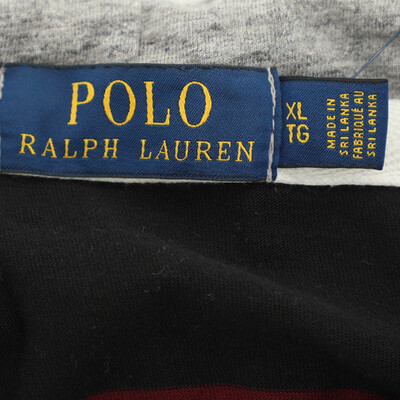 POLO
RALPH LAUREN
XL
TG
MADE IN
SRI LANKA
FABRIQUÉ AU
SRI LANKA